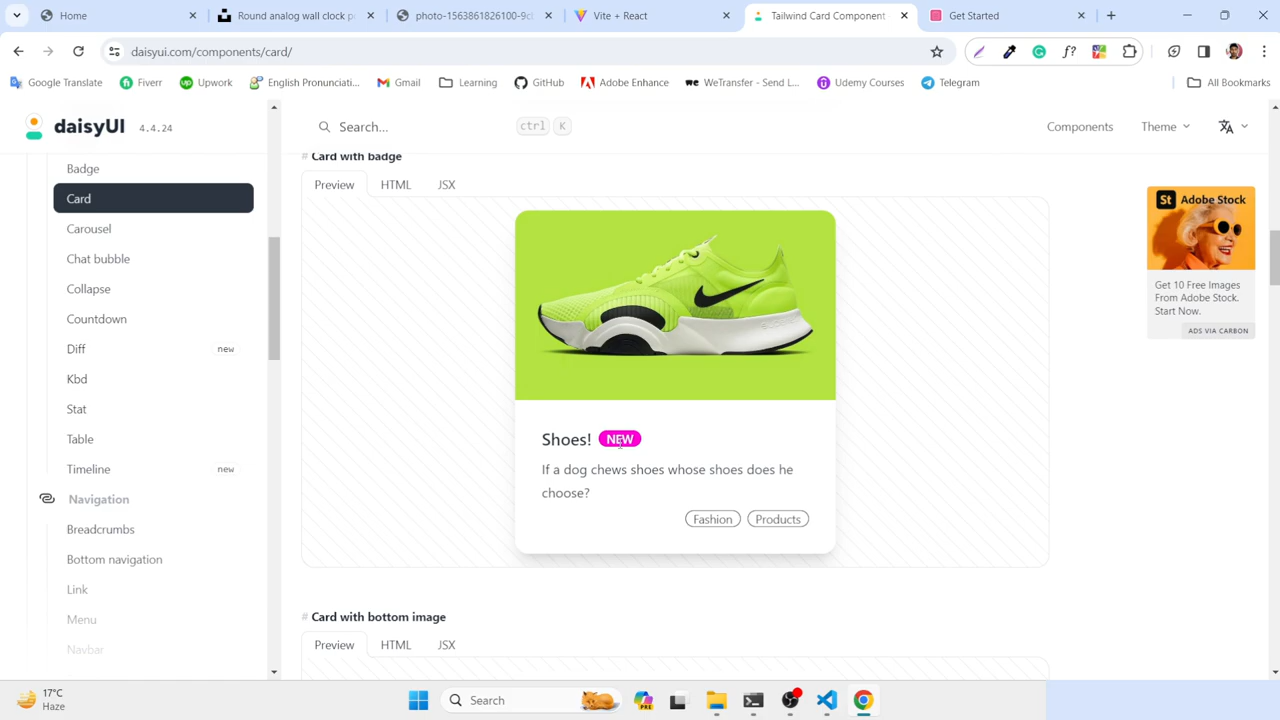 Home
Round analog wall clock p
photo-1563861826100-9c
Vite + React
Tailwind Card Component
Get Started
daisyui.com/components/card/
f?
Google Translate
Fiverr
Upwork
English Pronunciati...
Gmail
Learning
GitHub
Adobe Enhance
WeTransfer - Send L...
Udemy Courses
Telegram
All Bookmarks
daisyUI 4.4.24
Search...
ctrl K
Components
Theme
Badge
Card
Carousel
Chat bubble
Collapse
Countdown
Diff new
Kbd
Stat
Table
Timeline new
Navigation
Breadcrumbs
Bottom navigation
Link
Menu
Navbar
# Card with badge
Preview HTML JSX
Shoes! NEW
If a dog chews shoes whose shoes does he
choose?
Fashion Products
# Card with bottom image
Preview HTML JSX
St Adobe Stock
Get 10 Free Images
From Adobe Stock.
Start Now.
ADS VIA CARBON
17°C
Haze
Search
PRE